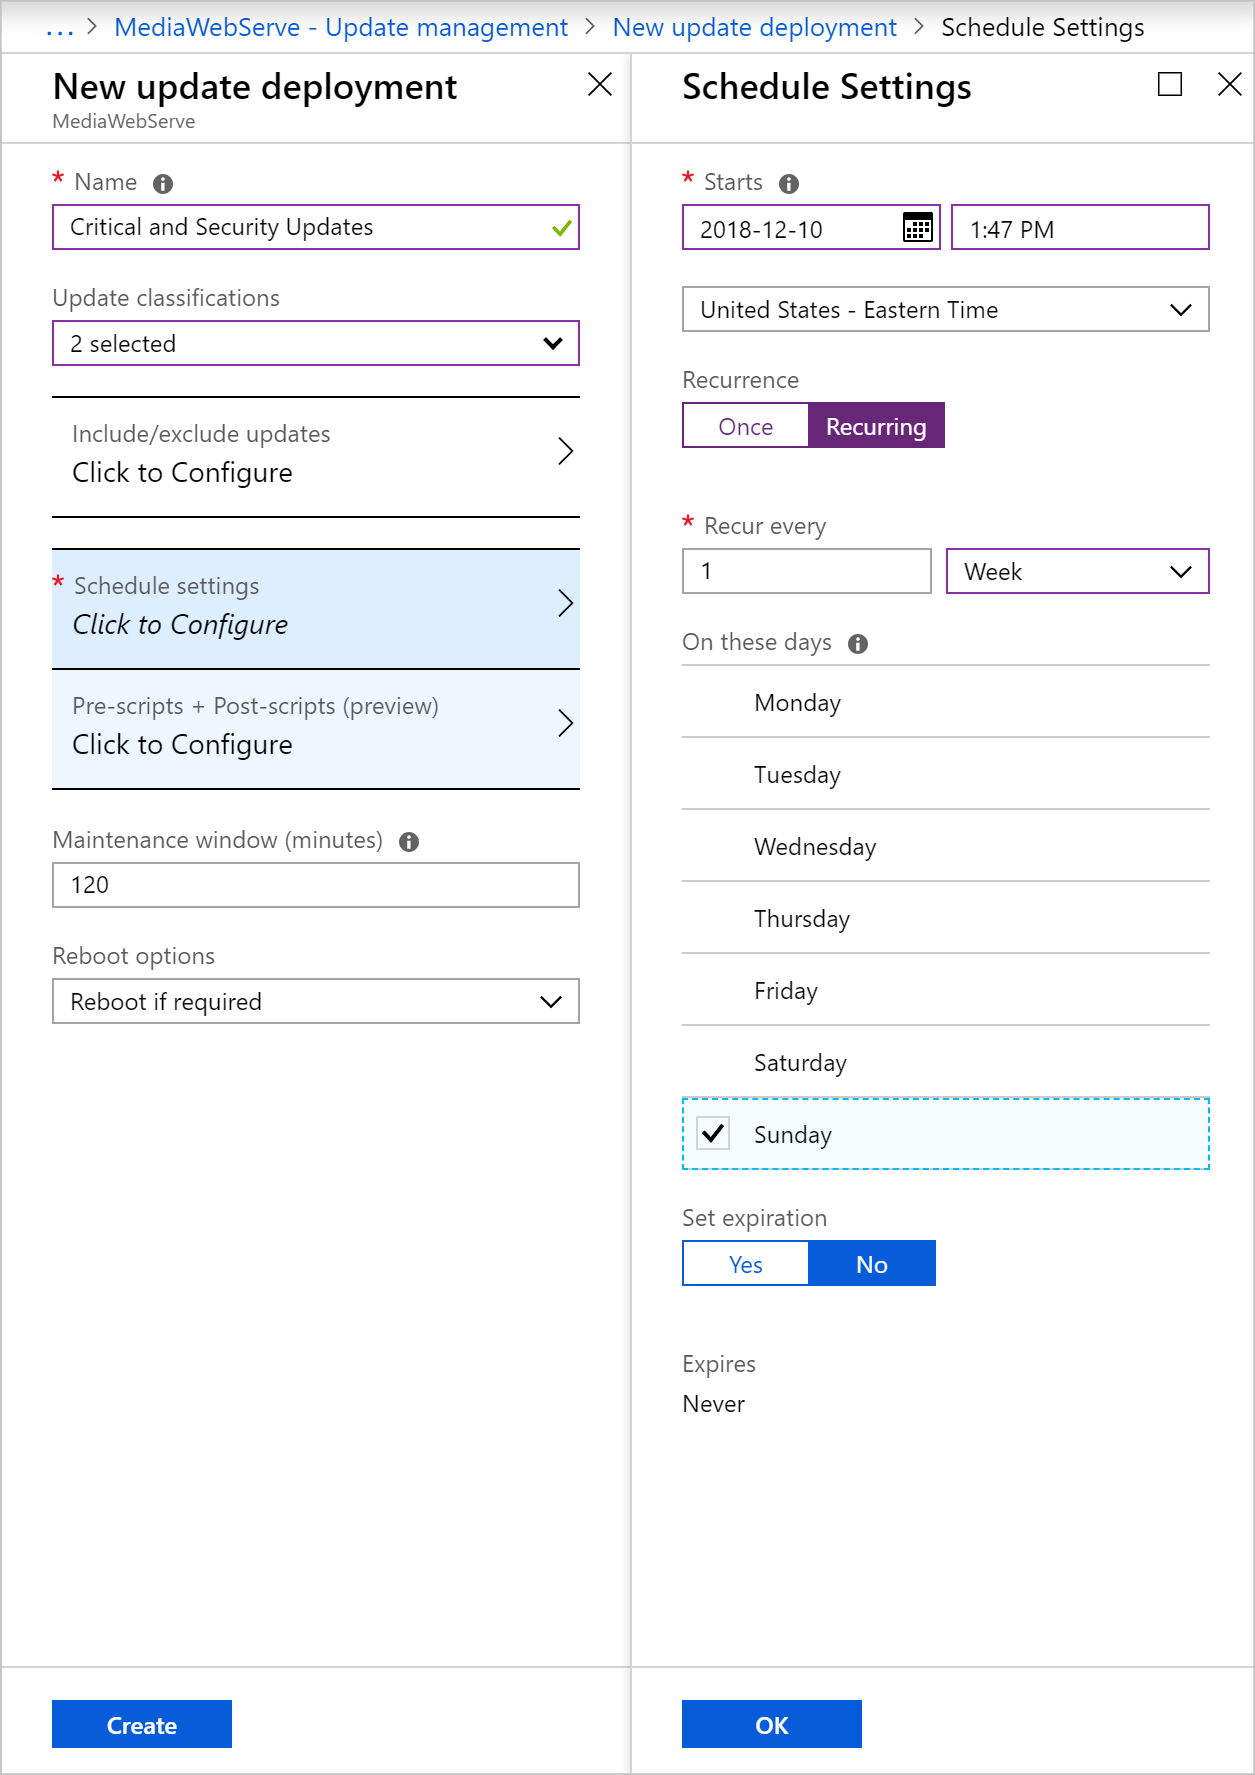 ... > MediaWebServe - Update management > New update deployment > Schedule Settings
New update deployment
MediaWebServe
* Name
Critical and Security Updates
Update classifications
2 selected
Include/exclude updates
Click to Configure
* Schedule settings
Click to Configure
Pre-scripts + Post-scripts (preview)
Click to Configure
Maintenance window (minutes)
120
Reboot options
Reboot if required
Create
Schedule Settings
* Starts
2018-12-10 1:47 PM
United States - Eastern Time
Recurrence
Once Recurring
* Recur every
1 Week
On these days
Monday
Tuesday
Wednesday
Thursday
Friday
Saturday
Sunday
Set expiration
Yes No
Expires
Never
OK